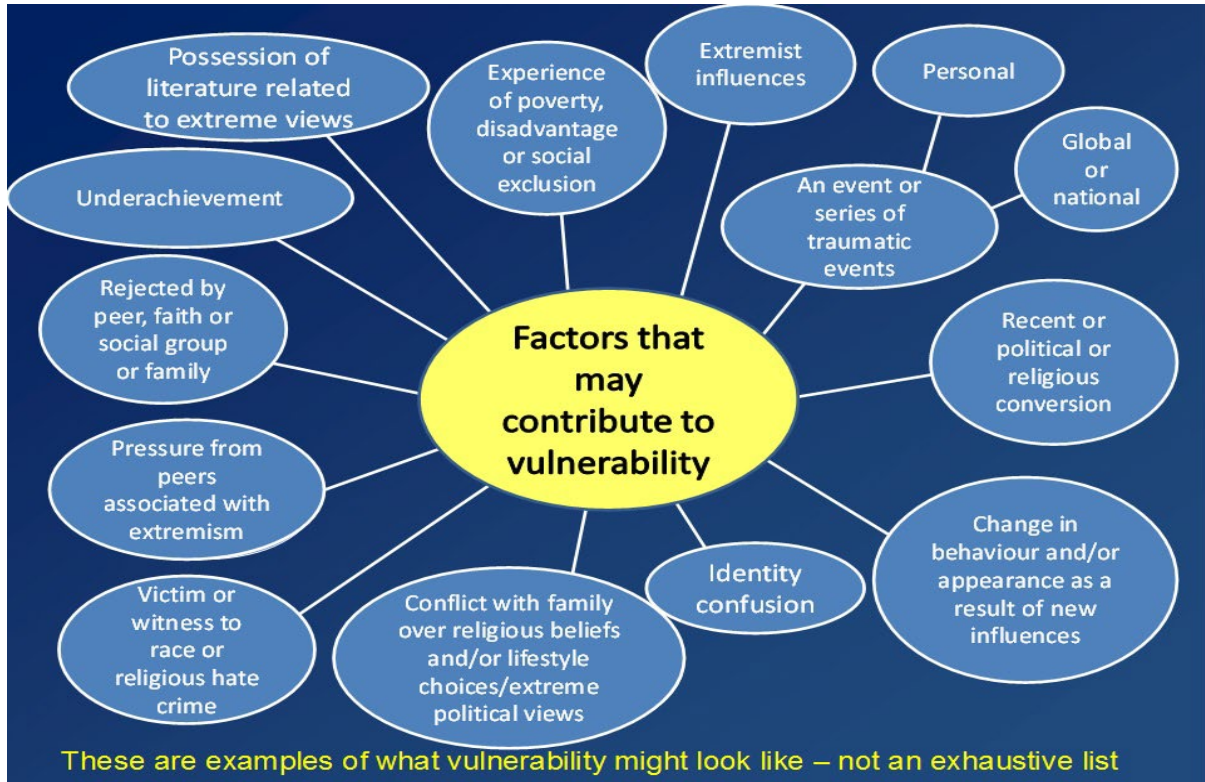 Possession of
literature related
to extreme views
Experience
of poverty,
disadvantage
or social
exclusion
Extremist
influences
Personal
Global
or
national
An event or
series of
traumatic
events
Underachievement
Rejected by
peer, faith or
social group
or family
Factors that
may
contribute to
vulnerability
Recent or
political or
religious
conversion
Pressure from
peers
associated with
extremism
Change in
behaviour and/or
appearance as a
result of new
influences
Identity
confusion
Conflict with family
over religious beliefs
and/or lifestyle
choices/extreme
political views
Victim or
witness to
race or
religious hate
crime
These are examples of what vulnerability might look like – not an exhaustive list